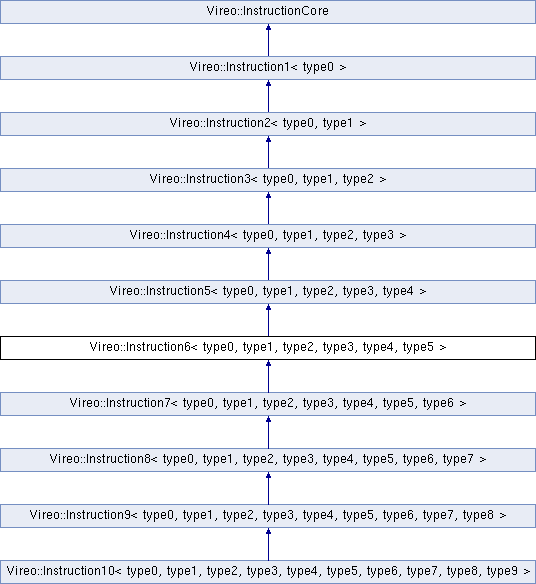 Vireo::InstructionCore
Vireo::Instruction1< type0 >
Vireo::Instruction2< type0, type1 >
Vireo::Instruction3< type0, type1, type2 >
Vireo::Instruction4< type0, type1, type2, type3 >
Vireo::Instruction5< type0, type1, type2, type3, type4 >
Vireo::Instruction6< type0, type1, type2, type3, type4, type5 >
Vireo::Instruction7< type0, type1, type2, type3, type4, type5, type6 >
Vireo::Instruction8< type0, type1, type2, type3, type4, type5, type6, type7 >
Vireo::Instruction9< type0, type1, type2, type3, type4, type5, type6, type7, type8 >
Vireo::Instruction10< type0, type1, type2, type3, type4, type5, type6, type7, type8, type9 >